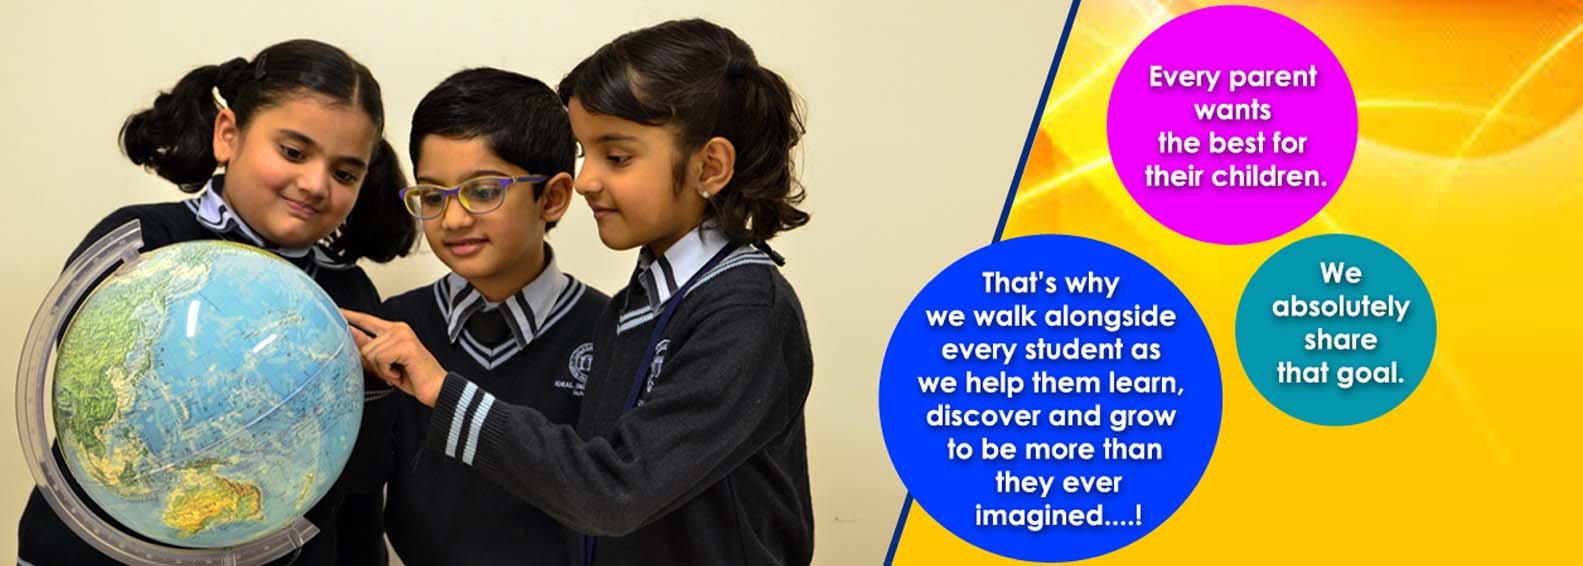 Every parent
wants
the best for
their children.
We
absolutely
share
that goal.
That's why
we walk alongside
every student as
we help them learn,
discover and grow
to be more than
they ever
imagined....!
IDEAL